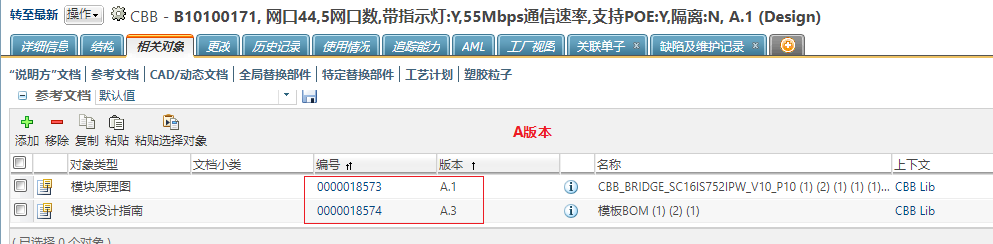 转至最新 操作 CBB - B10100171, 网口44,5网口数,带指示灯:Y,55Mbps通信速率,支持POE:Y,隔离:N, A.1 (Design)
详细信息 结构 相关对象 更改 历史记录 使用情况 追踪能力 AML 工厂视图 关联单子 × 缺陷及维护记录 ×
“说明方”文档 参考文档 CAD/动态文档 全局替换部件 特定替换部件 工艺计划 塑胶粒子
参考文档 默认值
添加 移除 复制 粘贴 粘贴选择对象
A版本
对象类型 文档小类 编号 版本 名称 上下文
模块原理图 0000018573 A.1 CBB_BRIDGE_SC16IS752IPW_V10_P10 (1) (2) (1) (1) (1)... CBB Lib
模块设计指南 0000018574 A.3 模板BOM (1) (2) (1) CBB Lib
(已选择 0 个对象)